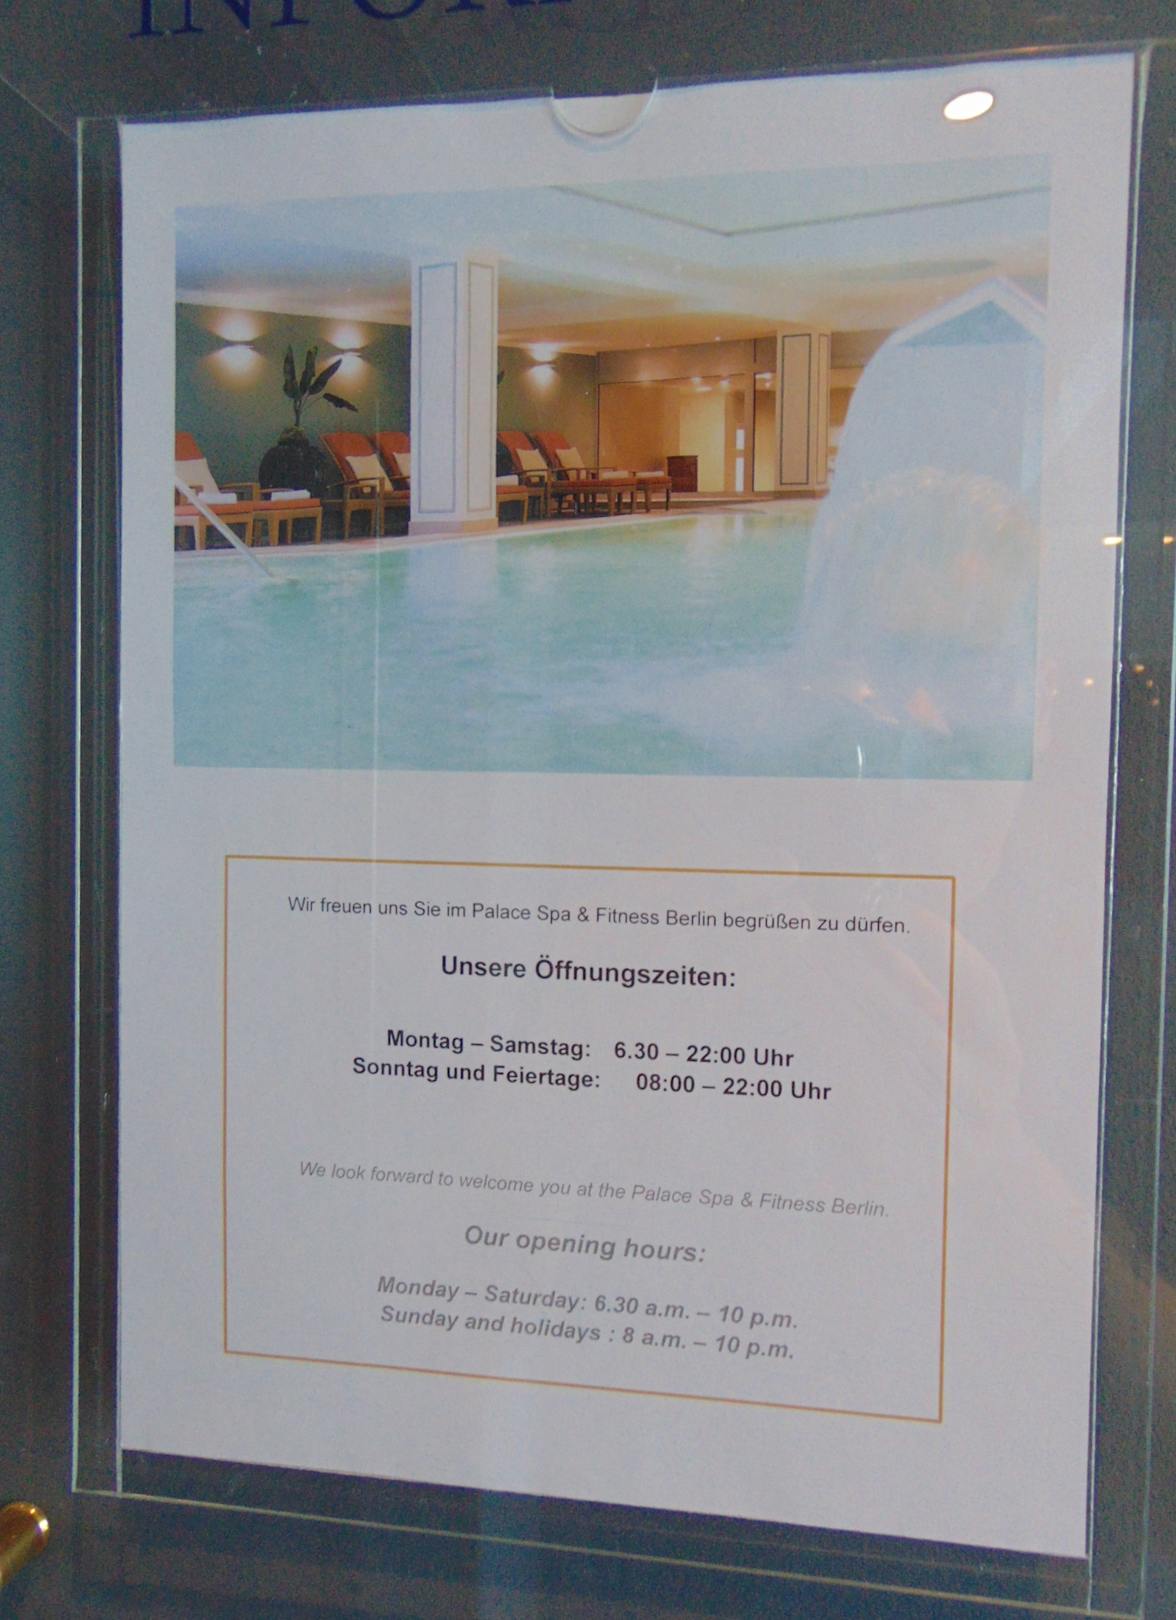 Wir freuen uns Sie im Palace Spa & Fitness Berlin begrüßen zu dürfen.
Unsere Öffnungszeiten:
Montag – Samstag: 6.30 – 22:00 Uhr
Sonntag und Feiertage: 08:00 – 22:00 Uhr
We look forward to welcome you at the Palace Spa & Fitness Berlin.
Our opening hours:
Monday – Saturday: 6.30 a.m. – 10 p.m.
Sunday and holidays : 8 a.m. – 10 p.m.